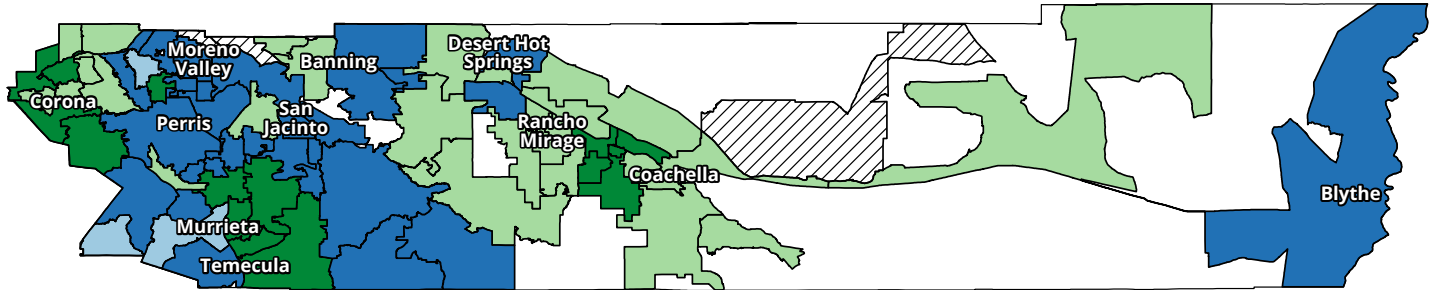 Moreno
Valley
Desert Hot
Springs
Banning
Corona
San
Jacinto
Perris
Rancho
Mirage
Coachella
Blythe
Murrieta
Temecula